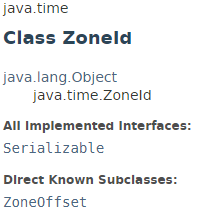 java.time
Class ZoneId
java.lang.Object
java.time.ZoneId
All Implemented Interfaces:
Serializable
Direct Known Subclasses:
ZoneOffset